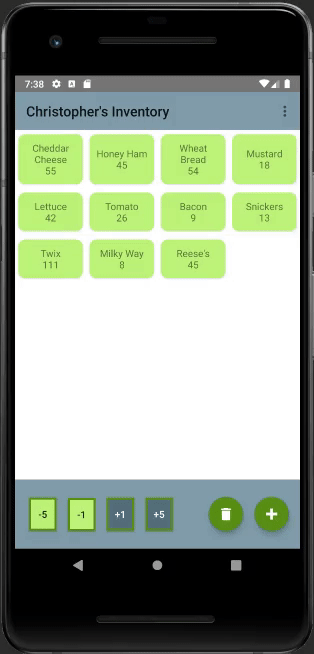 7:38
Christopher's Inventory
Cheddar
Cheese
55
Honey Ham
45
Wheat
Bread
54
Mustard
18
Lettuce
42
Tomato
26
Bacon
9
Snickers
13
Twix
111
Milky Way
8
Reese's
45
-5 -1 +1 +5